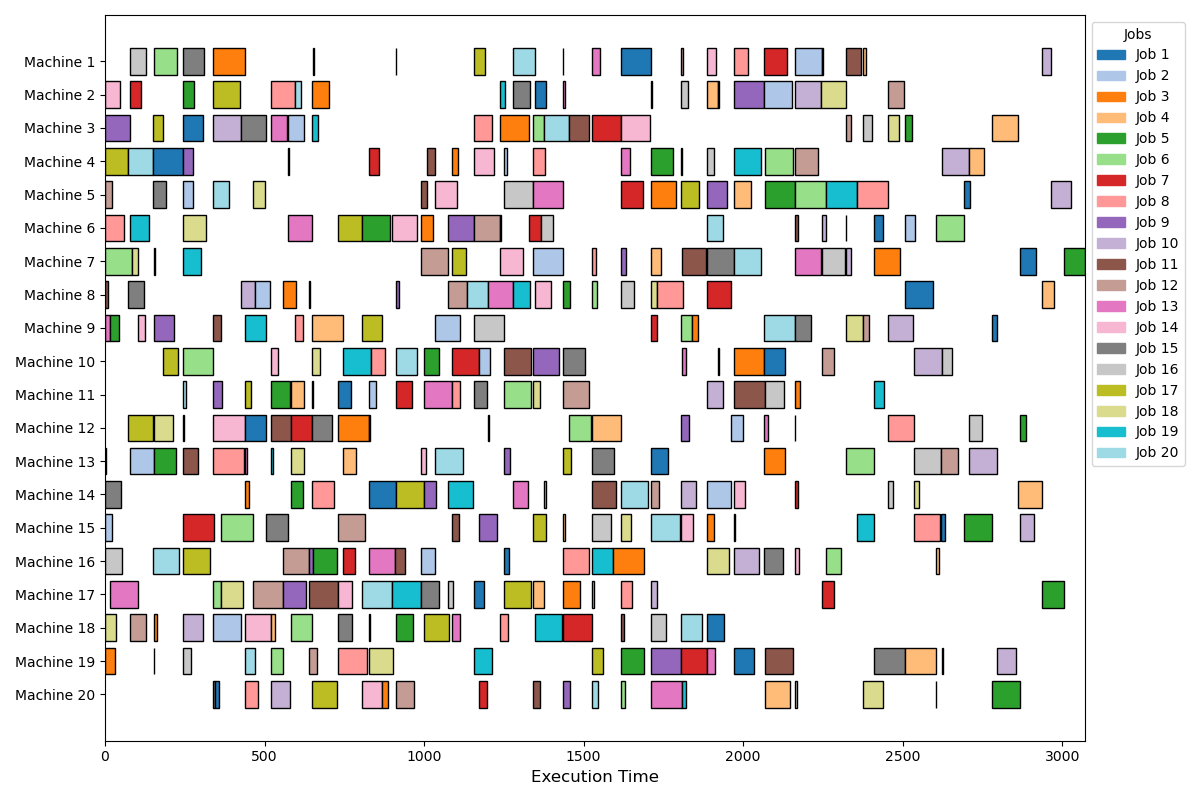 Machine 1
Machine 2
Machine 3
Machine 4
Machine 5
Machine 6
Machine 7
Machine 8
Machine 9
Machine 10
Machine 11
Machine 12
Machine 13
Machine 14
Machine 15
Machine 16
Machine 17
Machine 18
Machine 19
Machine 20
0 500 1000 1500 2000 2500 3000
Execution Time
Jobs
Job 1
Job 2
Job 3
Job 4
Job 5
Job 6
Job 7
Job 8
Job 9
Job 10
Job 11
Job 12
Job 13
Job 14
Job 15
Job 16
Job 17
Job 18
Job 19
Job 20